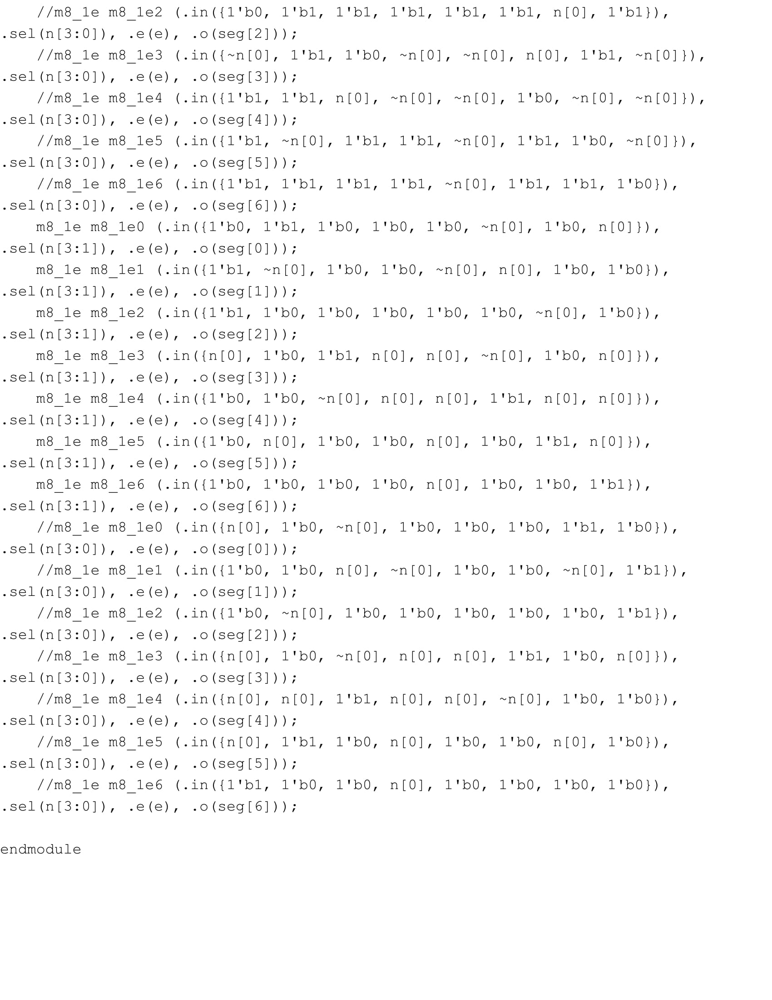 //m8_1e m8_1e2 (.in({1'b0, 1'b1, 1'b1, 1'b1, 1'b1, 1'b1, n[0], 1'b1}),
.sel(n[3:0]), .e(e), .o(seg[2]));
    //m8_1e m8_1e3 (.in({~n[0], 1'b1, 1'b0, ~n[0], ~n[0], n[0], 1'b1, ~n[0]}),
.sel(n[3:0]), .e(e), .o(seg[3]));
    //m8_1e m8_1e4 (.in({1'b1, 1'b1, n[0], ~n[0], ~n[0], 1'b0, ~n[0], ~n[0]}),
.sel(n[3:0]), .e(e), .o(seg[4]));
    //m8_1e m8_1e5 (.in({1'b1, ~n[0], 1'b1, 1'b1, ~n[0], 1'b1, 1'b0, ~n[0]}),
.sel(n[3:0]), .e(e), .o(seg[5]));
    //m8_1e m8_1e6 (.in({1'b1, 1'b1, 1'b1, 1'b1, ~n[0], 1'b1, 1'b1, 1'b0}),
.sel(n[3:0]), .e(e), .o(seg[6]));
    m8_1e m8_1e0 (.in({1'b0, 1'b1, 1'b0, 1'b0, 1'b0, ~n[0], 1'b0, n[0]}),
.sel(n[3:1]), .e(e), .o(seg[0]));
    m8_1e m8_1e1 (.in({1'b1, ~n[0], 1'b0, 1'b0, ~n[0], n[0], 1'b0, 1'b0}),
.sel(n[3:1]), .e(e), .o(seg[1]));
    m8_1e m8_1e2 (.in({1'b1, 1'b0, 1'b0, 1'b0, 1'b0, 1'b0, ~n[0], 1'b0}),
.sel(n[3:1]), .e(e), .o(seg[2]));
    m8_1e m8_1e3 (.in({n[0], 1'b0, 1'b1, n[0], n[0], ~n[0], 1'b0, n[0]}),
.sel(n[3:1]), .e(e), .o(seg[3]));
    m8_1e m8_1e4 (.in({1'b0, 1'b0, ~n[0], n[0], n[0], 1'b1, n[0], n[0]}),
.sel(n[3:1]), .e(e), .o(seg[4]));
    m8_1e m8_1e5 (.in({1'b0, n[0], 1'b0, 1'b0, n[0], 1'b0, 1'b1, n[0]}),
.sel(n[3:1]), .e(e), .o(seg[5]));
    m8_1e m8_1e6 (.in({1'b0, 1'b0, 1'b0, 1'b0, n[0], 1'b0, 1'b0, 1'b1}),
.sel(n[3:1]), .e(e), .o(seg[6]));
    //m8_1e m8_1e0 (.in({n[0], 1'b0, ~n[0], 1'b0, 1'b0, 1'b0, 1'b1, 1'b0}),
.sel(n[3:0]), .e(e), .o(seg[0]));
    //m8_1e m8_1e1 (.in({1'b0, 1'b0, n[0], ~n[0], 1'b0, 1'b0, ~n[0], 1'b1}),
.sel(n[3:0]), .e(e), .o(seg[1]));
    //m8_1e m8_1e2 (.in({1'b0, ~n[0], 1'b0, 1'b0, 1'b0, 1'b0, 1'b0, 1'b1}),
.sel(n[3:0]), .e(e), .o(seg[2]));
    //m8_1e m8_1e3 (.in({n[0], 1'b0, ~n[0], n[0], n[0], 1'b1, 1'b0, n[0]}),
.sel(n[3:0]), .e(e), .o(seg[3]));
    //m8_1e m8_1e4 (.in({n[0], n[0], 1'b1, n[0], n[0], ~n[0], 1'b0, 1'b0}),
.sel(n[3:0]), .e(e), .o(seg[4]));
    //m8_1e m8_1e5 (.in({n[0], 1'b1, 1'b0, n[0], 1'b0, 1'b0, n[0], 1'b0}),
.sel(n[3:0]), .e(e), .o(seg[5]));
    //m8_1e m8_1e6 (.in({1'b1, 1'b0, 1'b0, n[0], 1'b0, 1'b0, 1'b0, 1'b0}),
.sel(n[3:0]), .e(e), .o(seg[6]));

endmodule